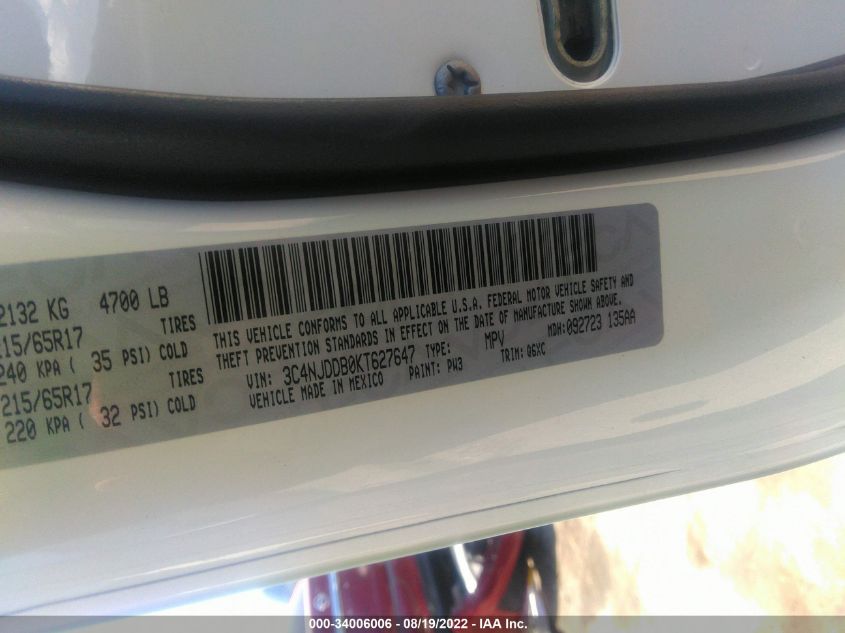 2132 KG 4700 LB
215/65R17 TIRES
240 KPA ( 35 PSI) COLD
215/65R17 TIRES
220 KPA ( 32 PSI) COLD
THIS VEHICLE CONFORMS TO ALL APPLICABLE U.S.A. FEDERAL MOTOR VEHICLE SAFETY AND
THEFT PREVENTION STANDARDS IN EFFECT ON THE DATE OF MANUFACTURE SHOWN ABOVE.
VIN: 3C4NJDDB0KT627647 TYPE: MPV MDH:092723 135AA
VEHICLE MADE IN MEXICO PAINT: PW3 TRIM: Q6XC
000-34006006 - 08/19/2022 - IAA Inc.